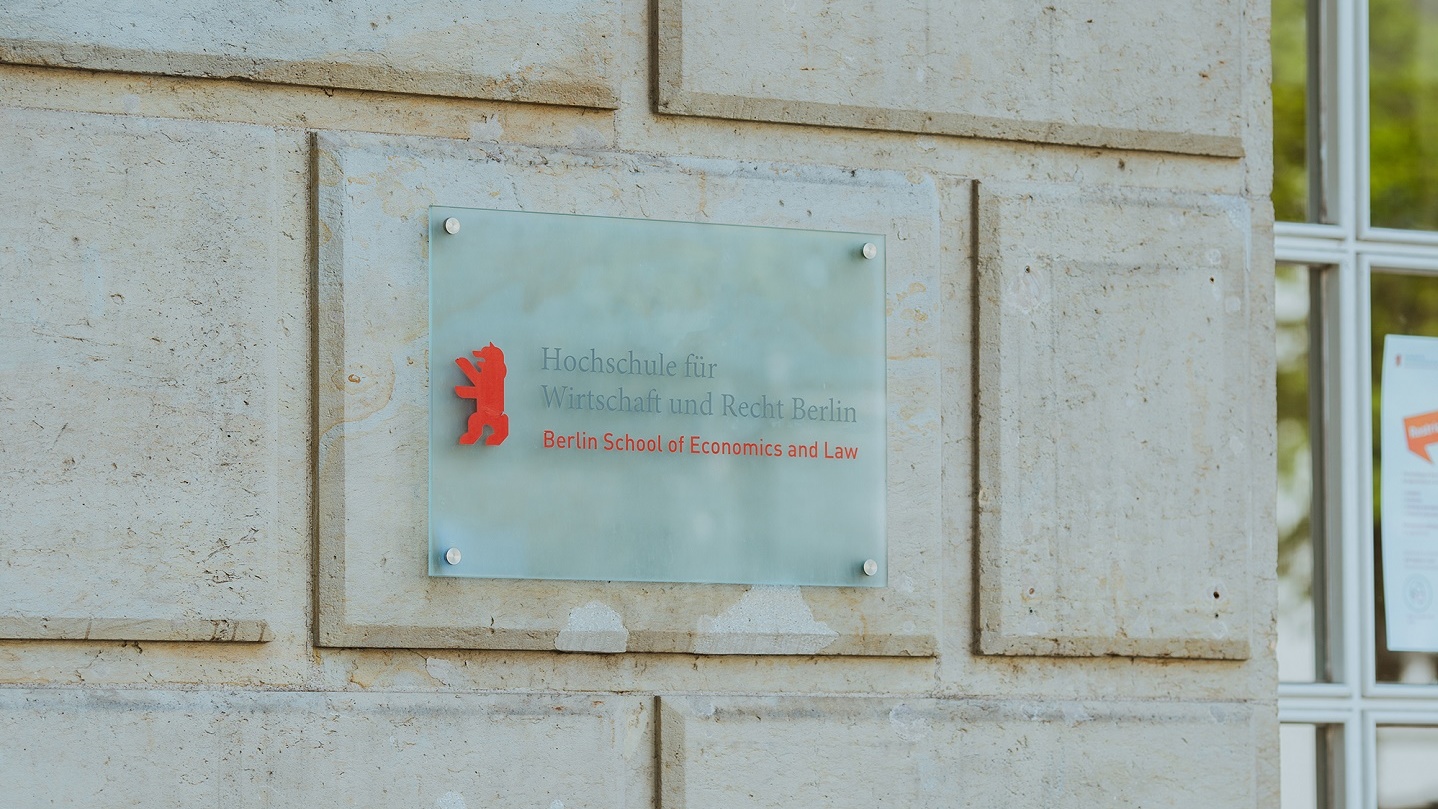 Hochschule für
Wirtschaft und Recht Berlin
Berlin School of Economics and Law